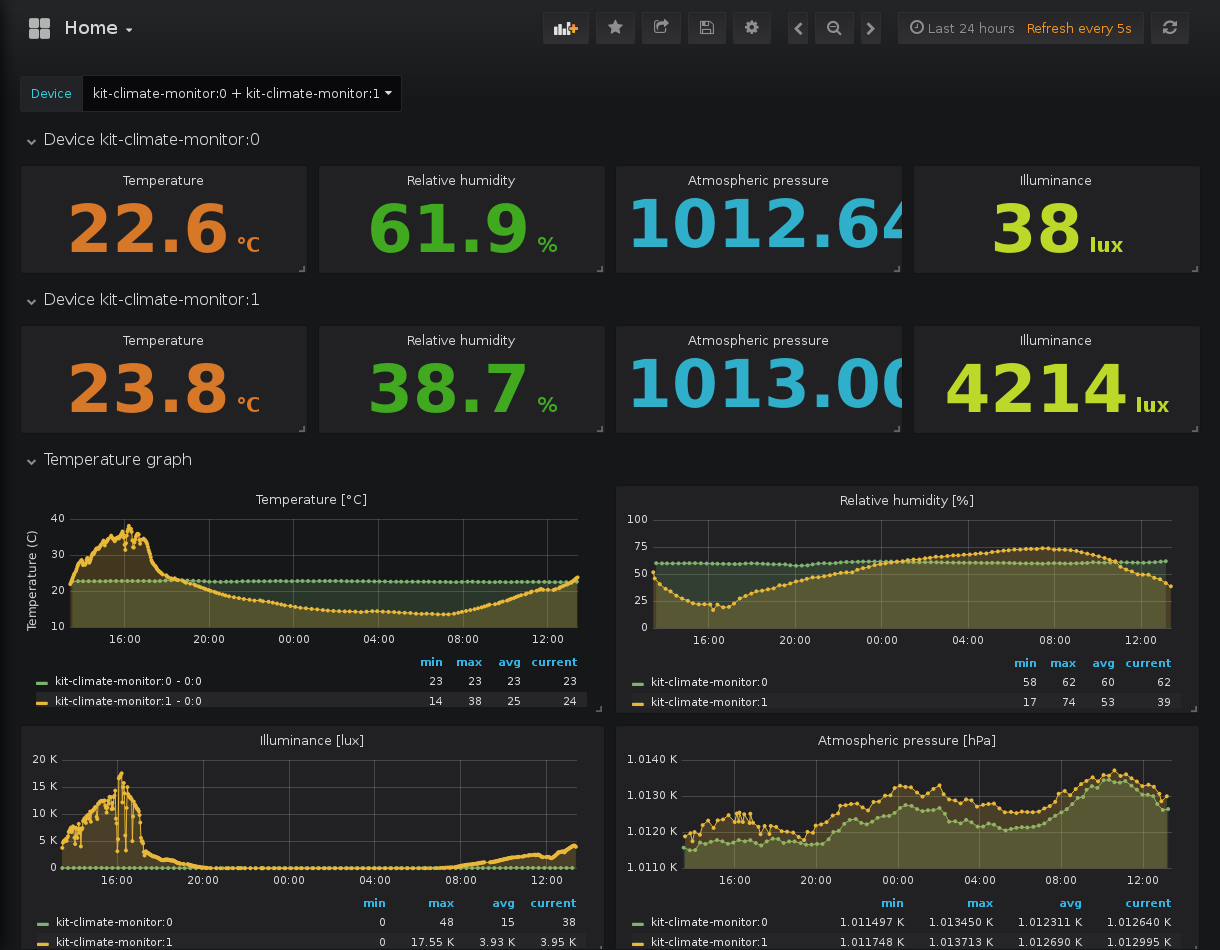 Home
Last 24 hours Refresh every 5s
Device kit-climate-monitor:0 + kit-climate-monitor:1
Device kit-climate-monitor:0
Temperature Relative humidity Atmospheric pressure Illuminance
22.6 °C 61.9 % 1012.64 38 lux
Device kit-climate-monitor:1
Temperature Relative humidity Atmospheric pressure Illuminance
23.8 °C 38.7 % 1013.00 4214 lux
Temperature graph
Temperature [°C]
Temperature (C)
40
30
20
10
16:00 20:00 00:00 04:00 08:00 12:00
min max avg current
kit-climate-monitor:0 - 0:0 23 23 23 23
kit-climate-monitor:1 - 0:0 14 38 25 24
Relative humidity [%]
100
75
50
25
0
16:00 20:00 00:00 04:00 08:00 12:00
min max avg current
kit-climate-monitor:0 58 62 60 62
kit-climate-monitor:1 17 74 53 39
Illuminance [lux]
20 K
15 K
10 K
5 K
0
16:00 20:00 00:00 04:00 08:00 12:00
min max avg current
kit-climate-monitor:0 0 48 15 38
kit-climate-monitor:1 0 17.55 K 3.93 K 3.95 K
Atmospheric pressure [hPa]
1.0140 K
1.0130 K
1.0120 K
1.0110 K
16:00 20:00 00:00 04:00 08:00 12:00
min max avg current
kit-climate-monitor:0 1.011497 K 1.013450 K 1.012311 K 1.012640 K
kit-climate-monitor:1 1.011748 K 1.013713 K 1.012690 K 1.012995 K